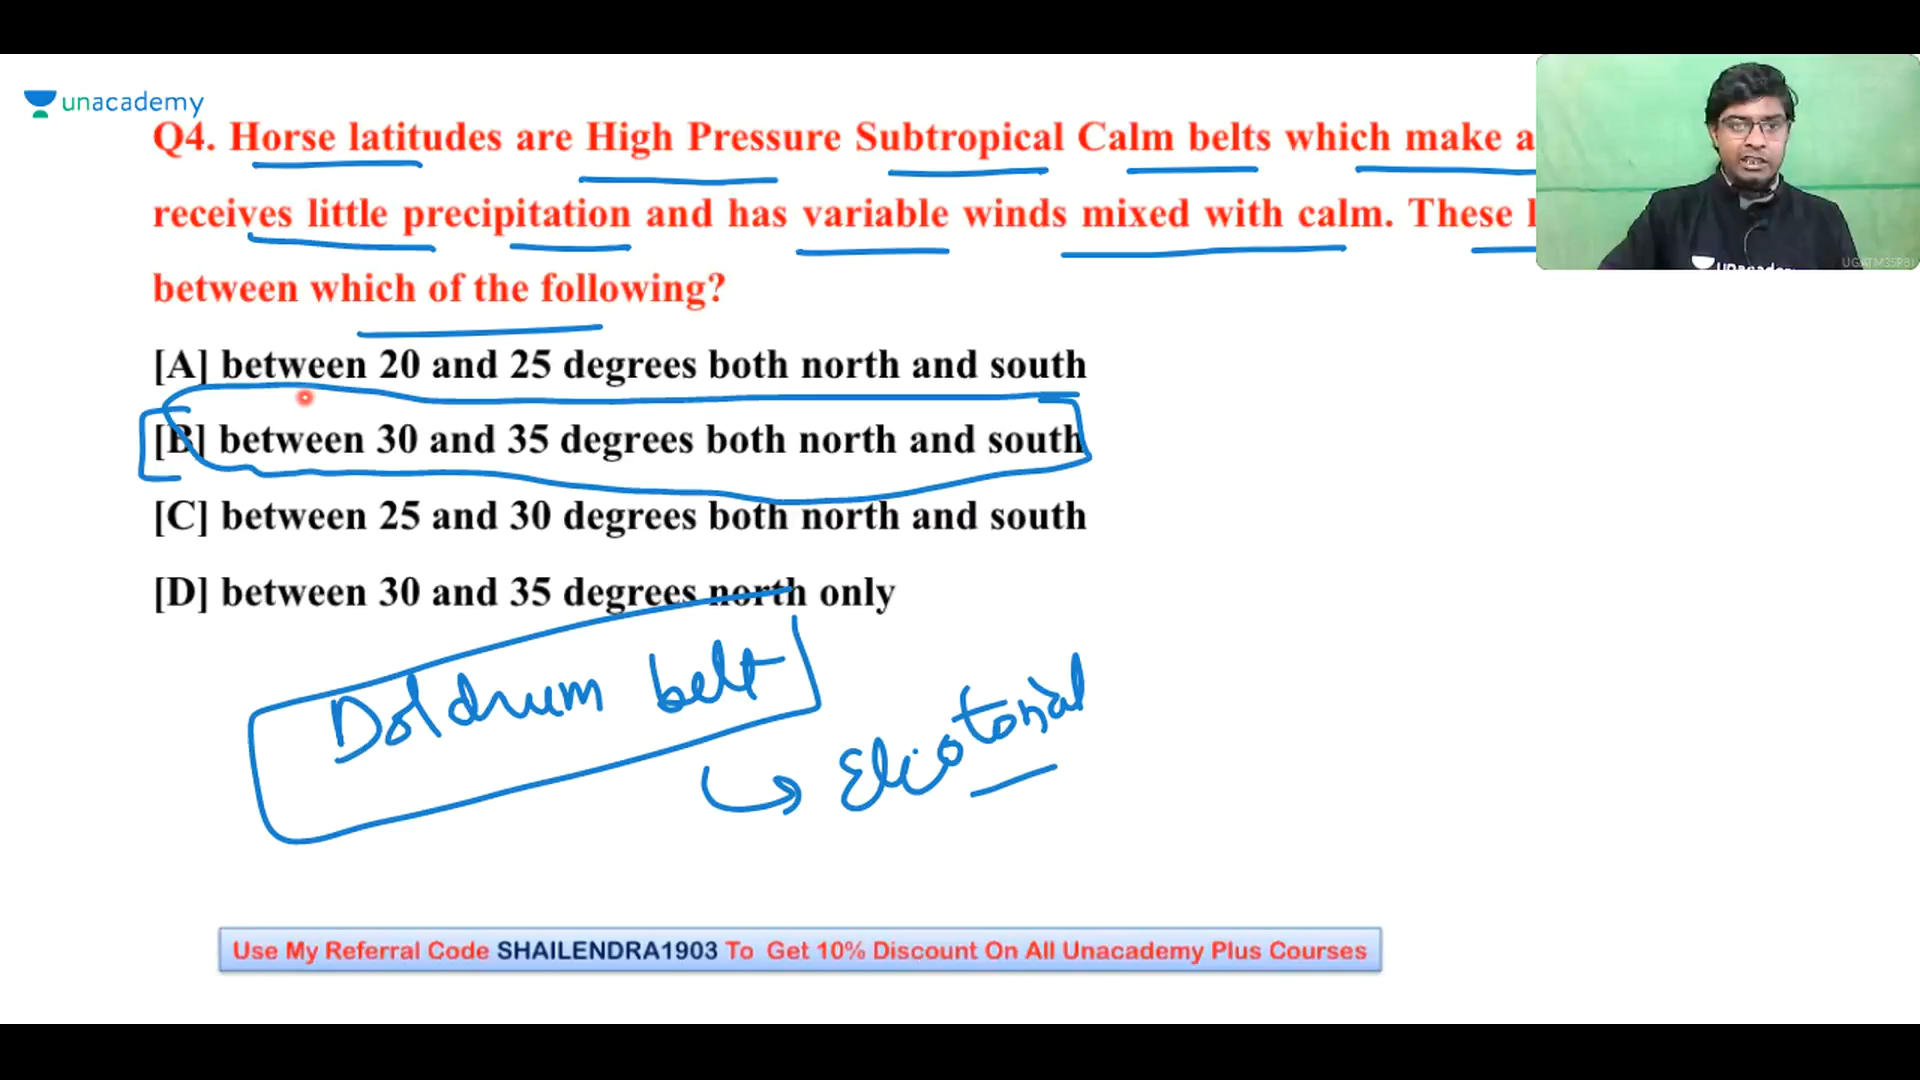 unacademy
Q4. Horse latitudes are High Pressure Subtropical Calm belts which make a
receives little precipitation and has variable winds mixed with calm. These l
between which of the following?
[A] between 20 and 25 degrees both north and south
[B] between 30 and 35 degrees both north and south
[C] between 25 and 30 degrees both north and south
[D] between 30 and 35 degrees north only
Doldrum belt
unacademy
UGATM35P8I
Use My Referral Code SHAILENDRA1903 To Get 10% Discount On All Unacademy Plus Courses